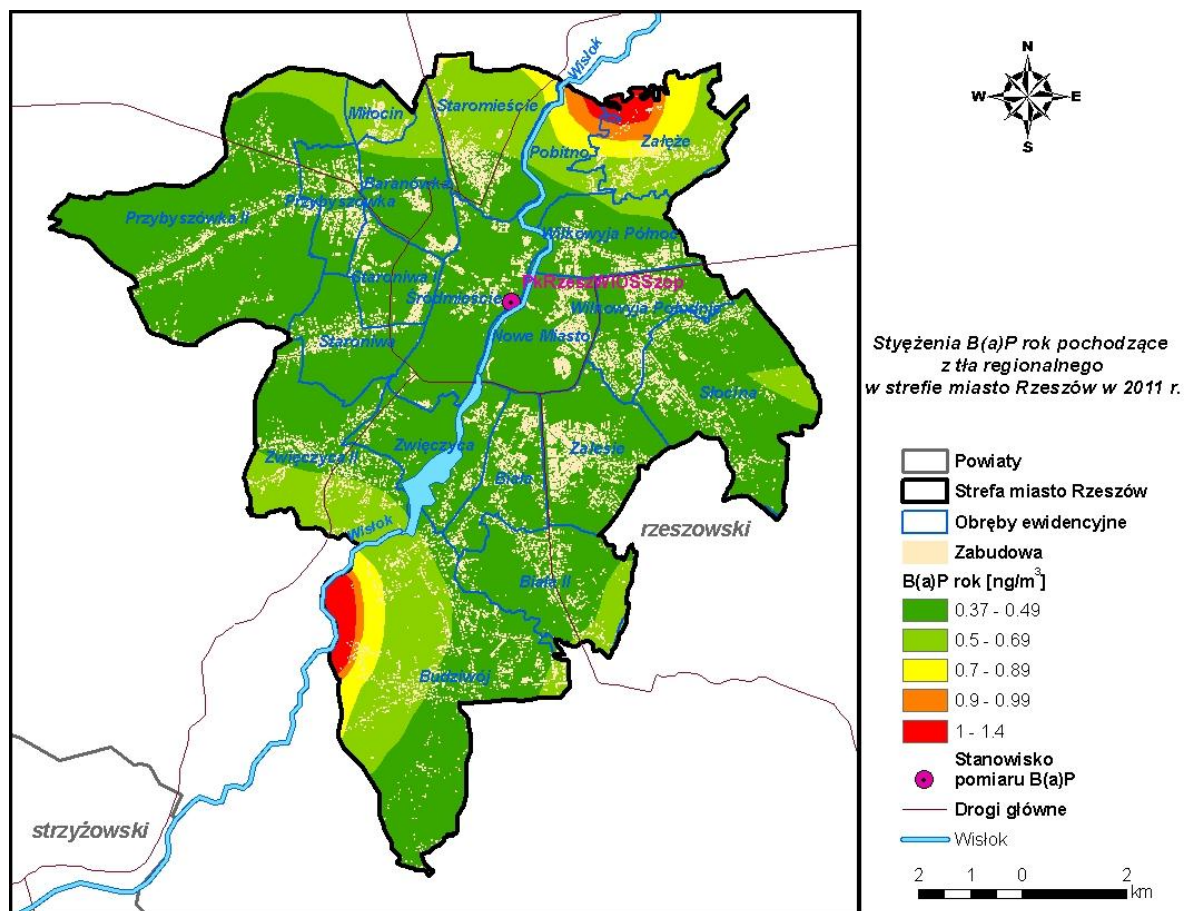 Wisłok
Staromieście
Miłocin
Załęże
Pobitno
Baranówka
Przybyszówka
Przybyszówka II
Wilkowyja Północ
Staroniwa I
PkRzeszWIOSSzop
Śródmieście
Wilkowyja Południe
Nowe Miasto
Staroniwa
Słocina
Zwięczyca
Zalesie
Zwięczyca II
Biała
Wisłok
rzeszowski
Biała II
Budziwój
strzyżowski
N
W E
S
Styężenia B(a)P rok pochodzące
z tła regionalnego
w strefie miasto Rzeszów w 2011 r.
Powiaty
Strefa miasto Rzeszów
Obręby ewidencyjne
Zabudowa
B(a)P rok [ng/m³]
0.37 - 0.49
0.5 - 0.69
0.7 - 0.89
0.9 - 0.99
1 - 1.4
Stanowisko
pomiaru B(a)P
Drogi główne
Wisłok
2 1 0 2
km